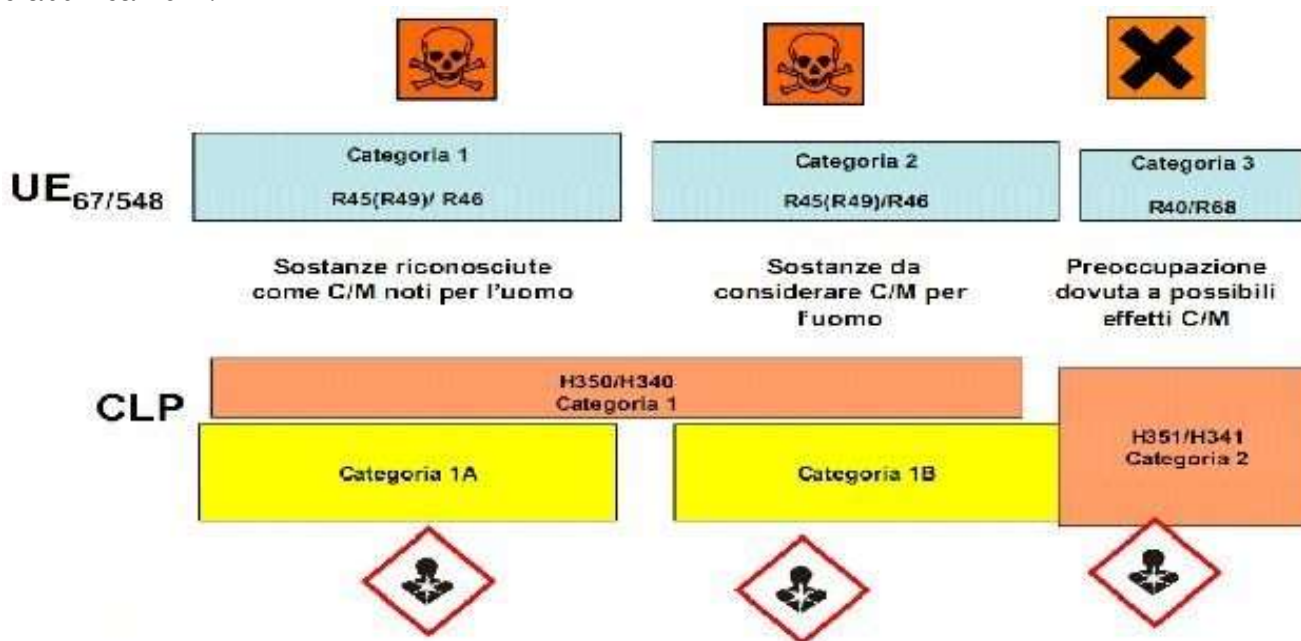 Categoria 1
R45(R49)/ R46
Categoria 2
R45(R49)/R46
Categoria 3
R40/R68
UE67/548
Sostanze riconosciute
come C/M noti per l'uomo
Sostanze da
considerare C/M per
l'uomo
Preoccupazione
dovuta a possibili
effetti C/M
CLP
H350/H340
Categoria 1
Categoria 1A
Categoria 1B
H351/H341
Categoria 2